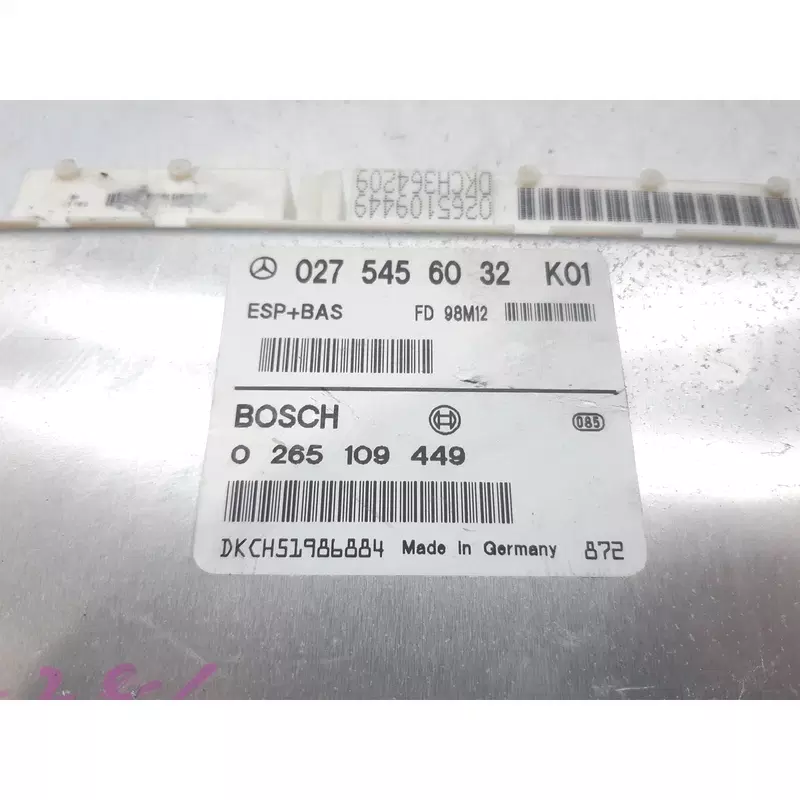 0265109449
DKCH364209
027 545 60 32 K01
ESP+BAS FD 98M12
BOSCH 085
0 265 109 449
DKCH51986884 Made in Germany 872